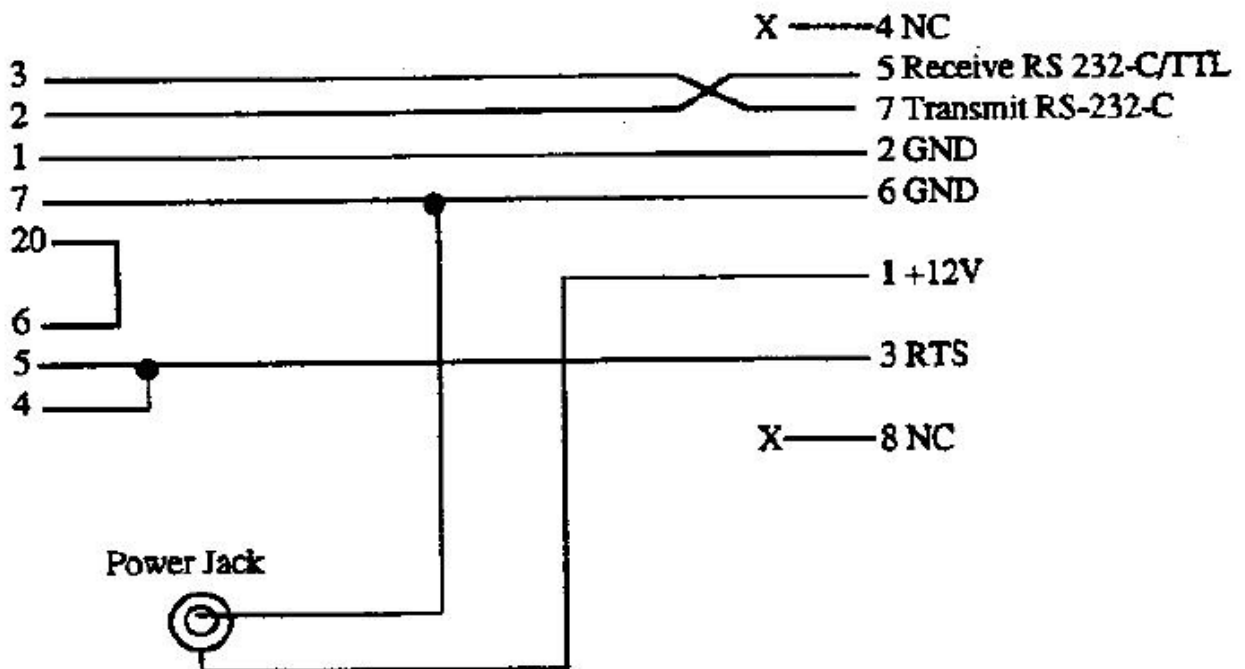 X 4 NC
3 5 Receive RS 232-C/TTL
2 7 Transmit RS-232-C
1 2 GND
7 6 GND
20
1 +12V
6
5 3 RTS
4
X 8 NC
Power Jack